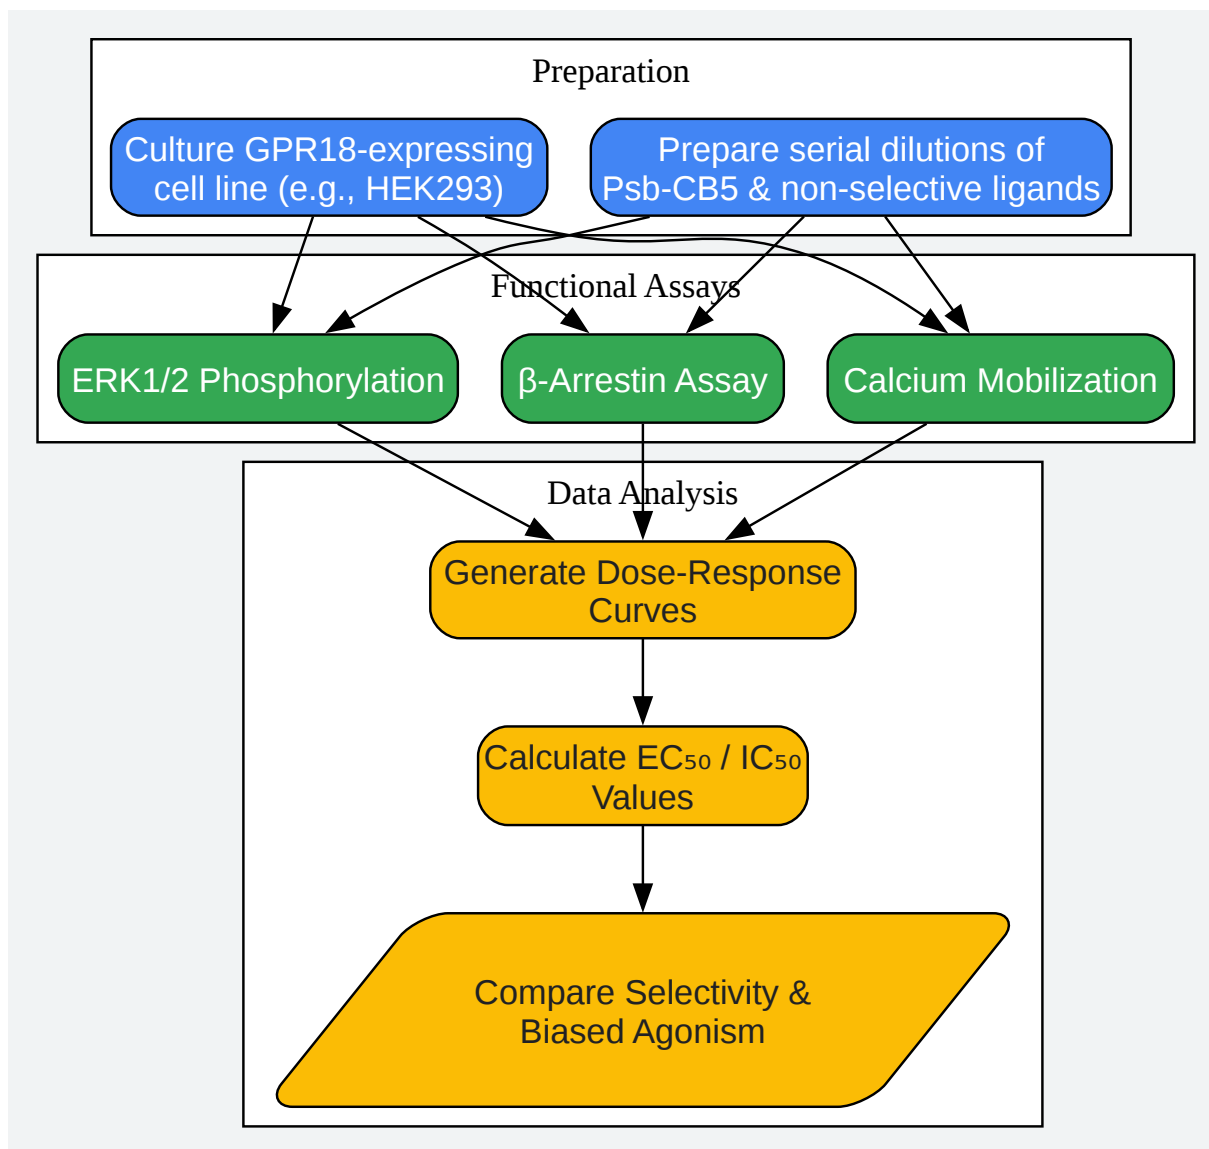 Preparation
Culture GPR18-expressing
cell line (e.g., HEK293)
Prepare serial dilutions of
Psb-CB5 & non-selective ligands
Functional Assays
ERK1/2 Phosphorylation
β-Arrestin Assay
Calcium Mobilization
Data Analysis
Generate Dose-Response
Curves
Calculate EC₅₀ / IC₅₀
Values
Compare Selectivity &
Biased Agonism